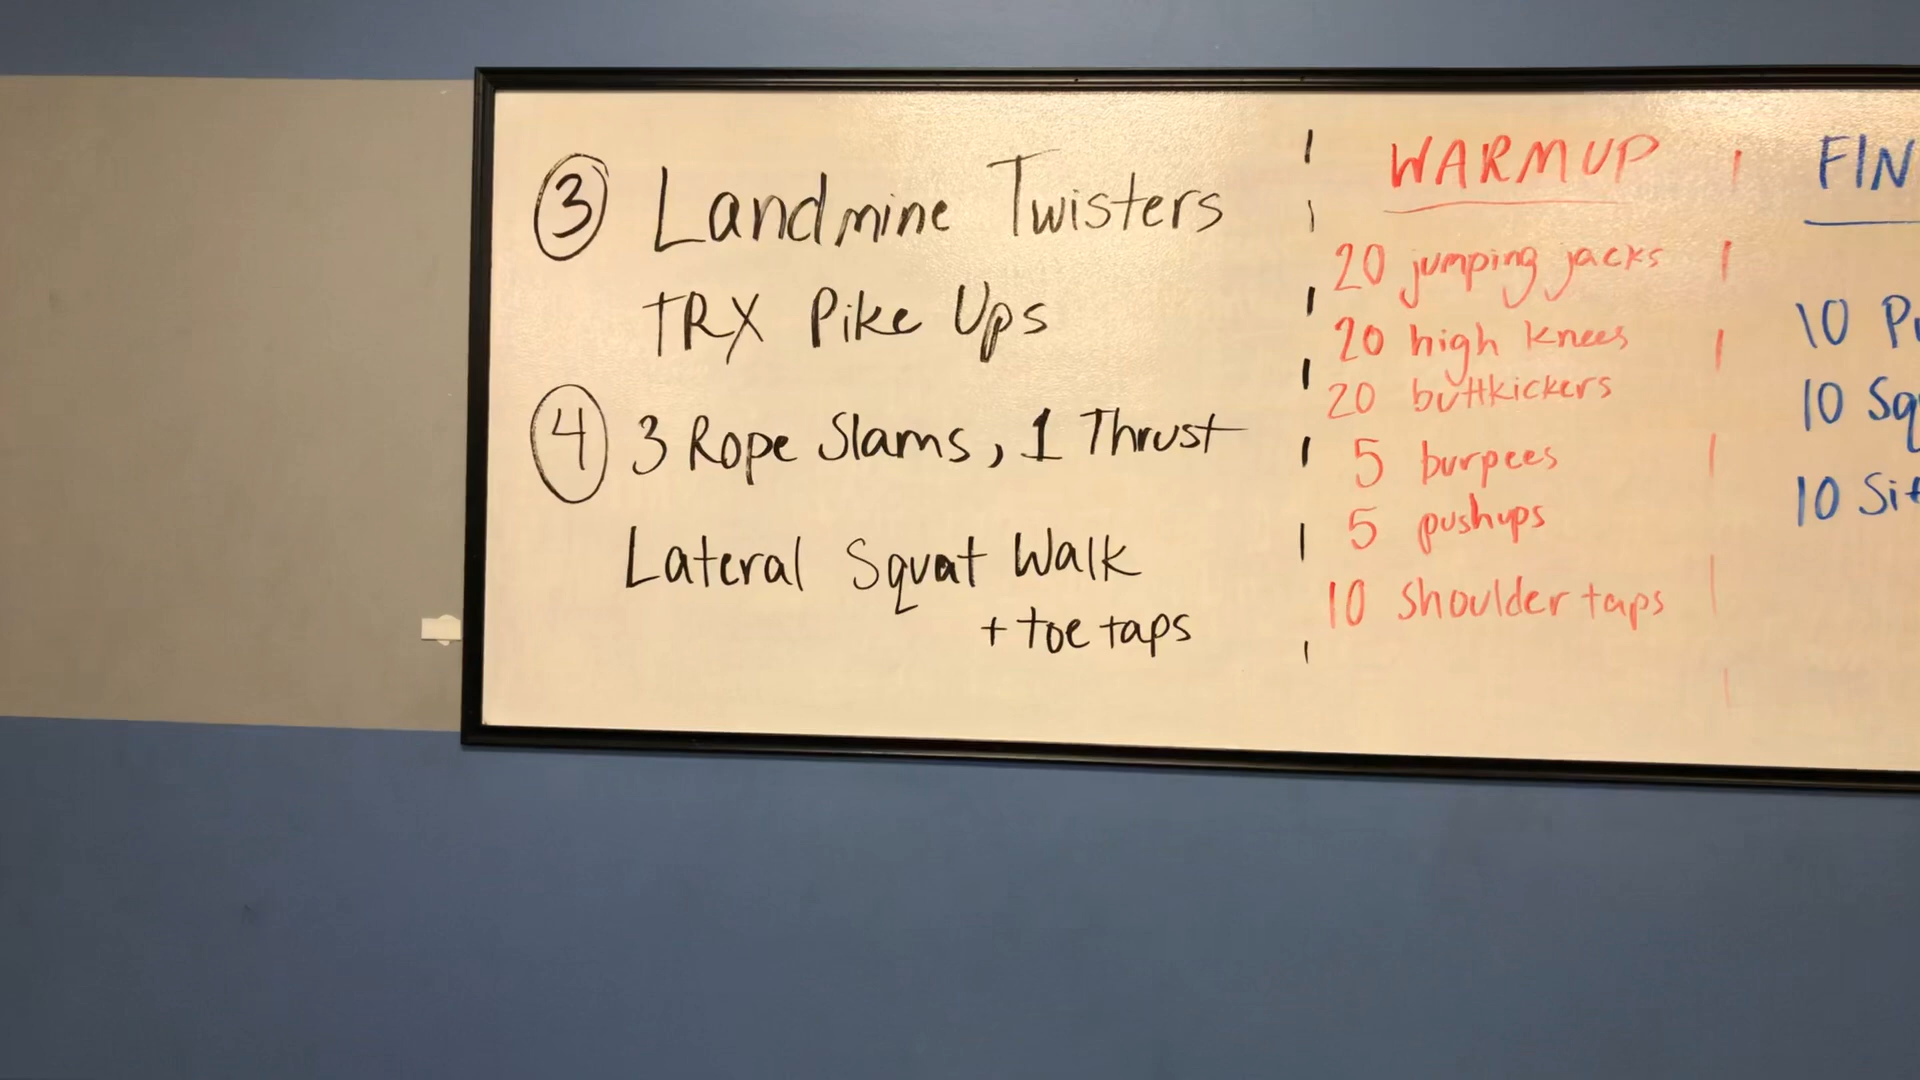 3 Landmine Twisters
TRX Pike Ups
4 3 Rope Slams, 1 Thrust
Lateral Squat Walk
+ toe taps
WARMUP
20 jumping jacks
20 high knees
20 buttkickers
5 burpees
5 pushups
10 shoulder taps
10
10
10